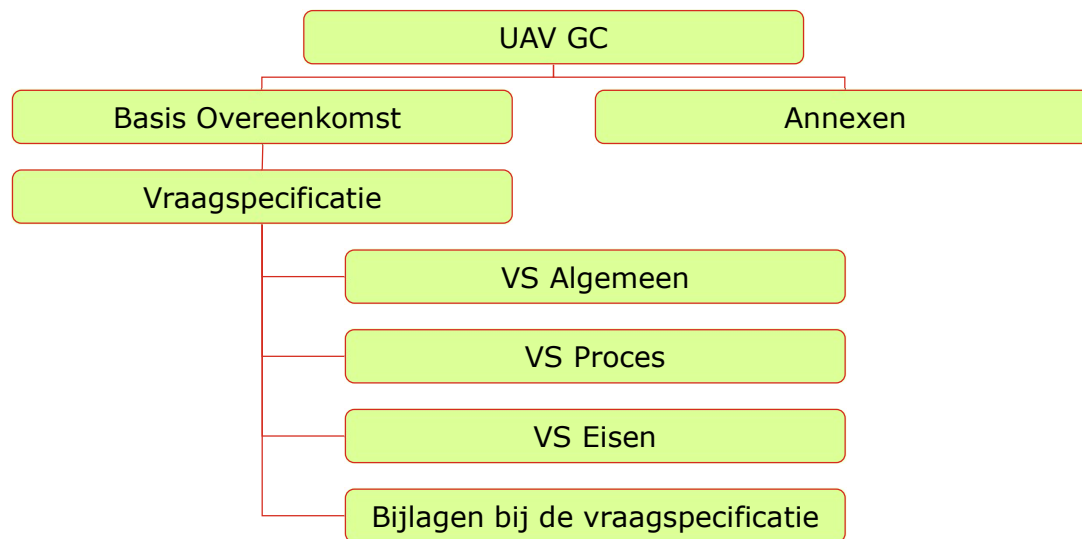 UAV GC
Basis Overeenkomst
Annexen
Vraagspecificatie
VS Algemeen
VS Proces
VS Eisen
Bijlagen bij de vraagspecificatie